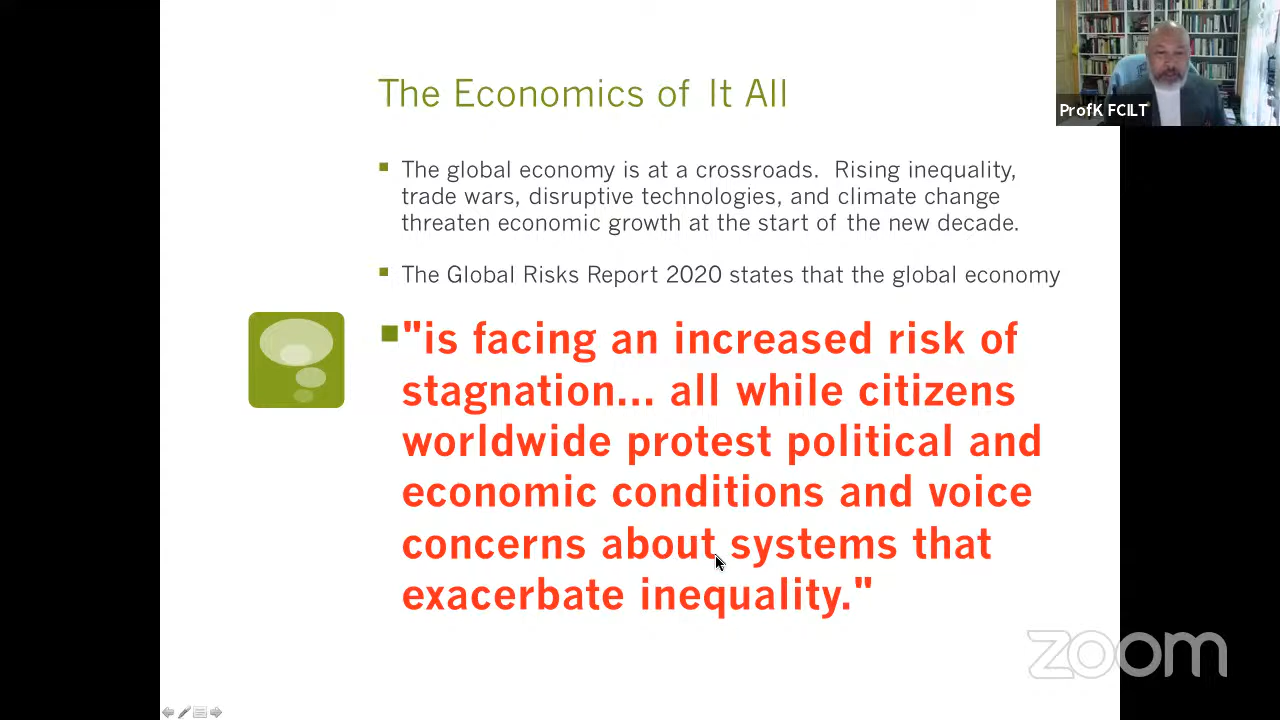 The Economics of It All
ProfK FCILT
The global economy is at a crossroads. Rising inequality,
trade wars, disruptive technologies, and climate change
threaten economic growth at the start of the new decade.
The Global Risks Report 2020 states that the global economy
"is facing an increased risk of
stagnation... all while citizens
worldwide protest political and
economic conditions and voice
concerns about systems that
exacerbate inequality."
zoom